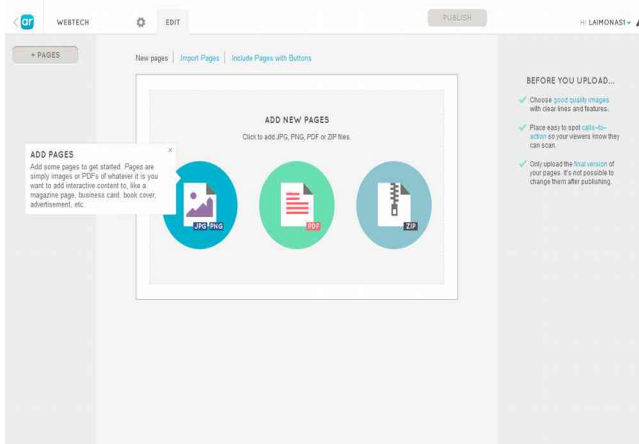 ar
WEBTECH
EDIT
PUBLISH
HI LAIMONAS1
+ PAGES
New pages | Import Pages | Include Pages with Buttons
ADD NEW PAGES
Click to add JPG, PNG, PDF or ZIP files.
JPG PNG
PDF
ZIP
ADD PAGES
x
Add some pages to get started. Pages are
simply images or PDF's of whatever it is you
want to add interactive content to, like a
magazine page, business card, book cover,
advertisement, etc
BEFORE YOU UPLOAD...
Choose good quality images
with clear lines and features.
Place easy to spot calls-to-
action so your viewers know they
can scan.
Only upload the final version of
your pages. It's not possible to
change them after publishing.